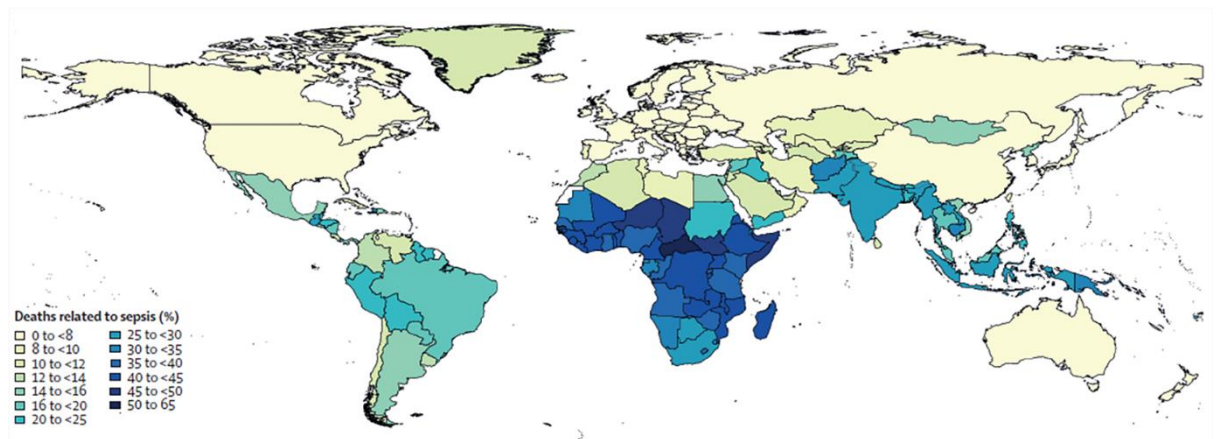 Deaths related to sepsis (%)
0 to <8
8 to <10
10 to <12
12 to <14
14 to <16
16 to <20
20 to <25
25 to <30
30 to <35
35 to <40
40 to <45
45 to <50
50 to 65